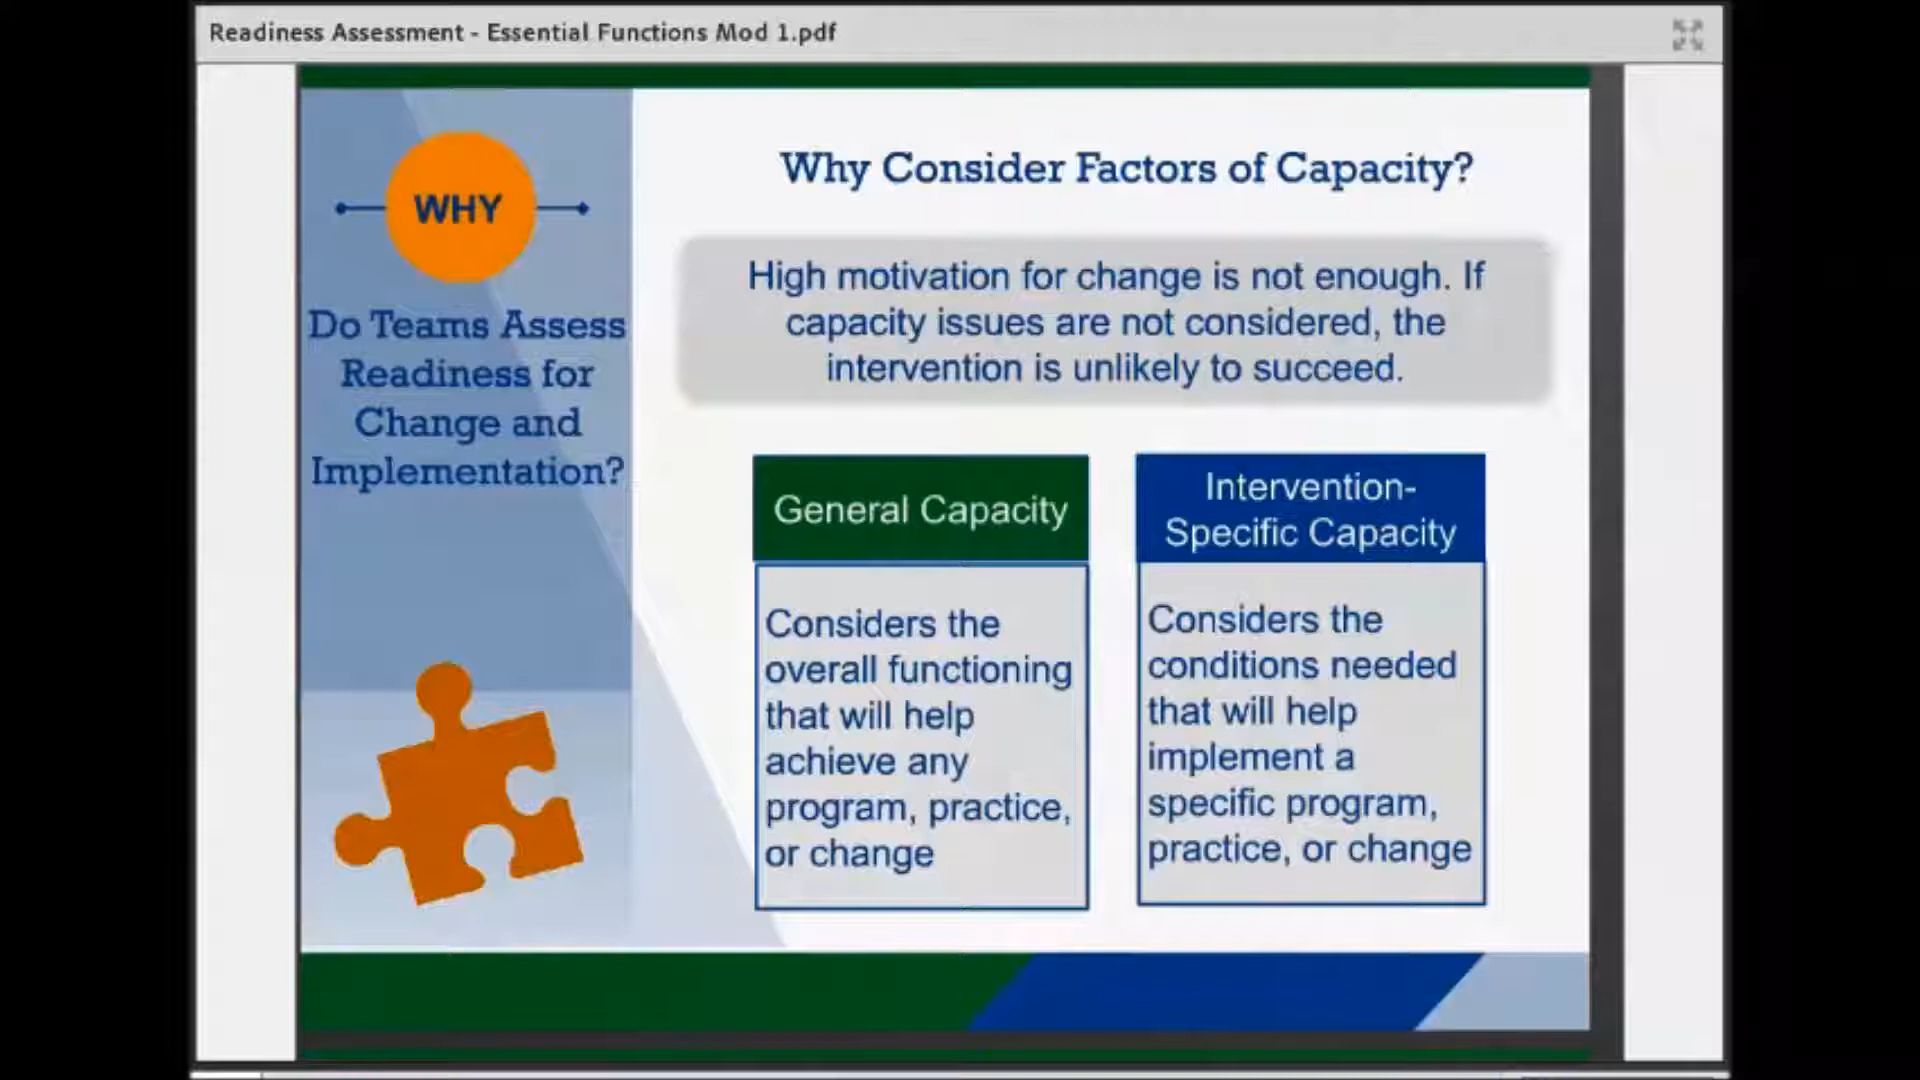 Readiness Assessment - Essential Functions Mod 1.pdf
WHY
Do Teams Assess
Readiness for
Change and
Implementation?
Why Consider Factors of Capacity?
High motivation for change is not enough. If
capacity issues are not considered, the
intervention is unlikely to succeed.
General Capacity
Considers the
overall functioning
that will help
achieve any
program, practice,
or change
Intervention-
Specific Capacity
Considers the
conditions needed
that will help
implement a
specific program,
practice, or change